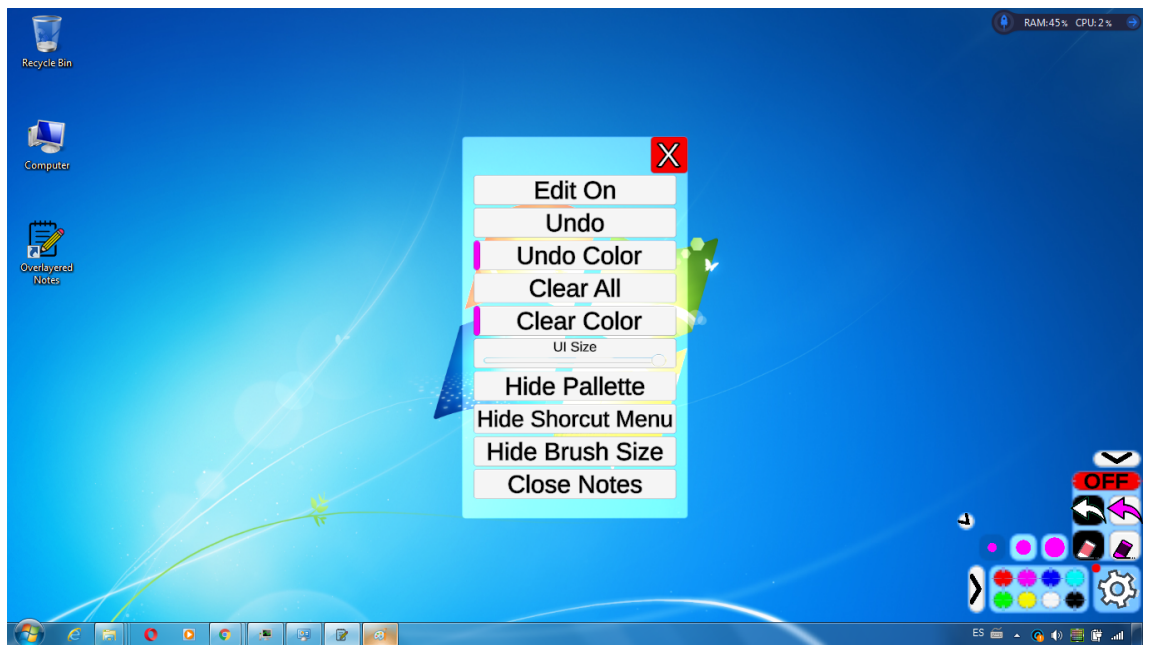 Recycle Bin
RAM:45% CPU:2%
Computer
Overlayered
Notes
X
Edit On
Undo
Undo Color
Clear All
Clear Color
UI Size
Hide Pallette
Hide Shorcut Menu
Hide Brush Size
Close Notes
OFF
ES